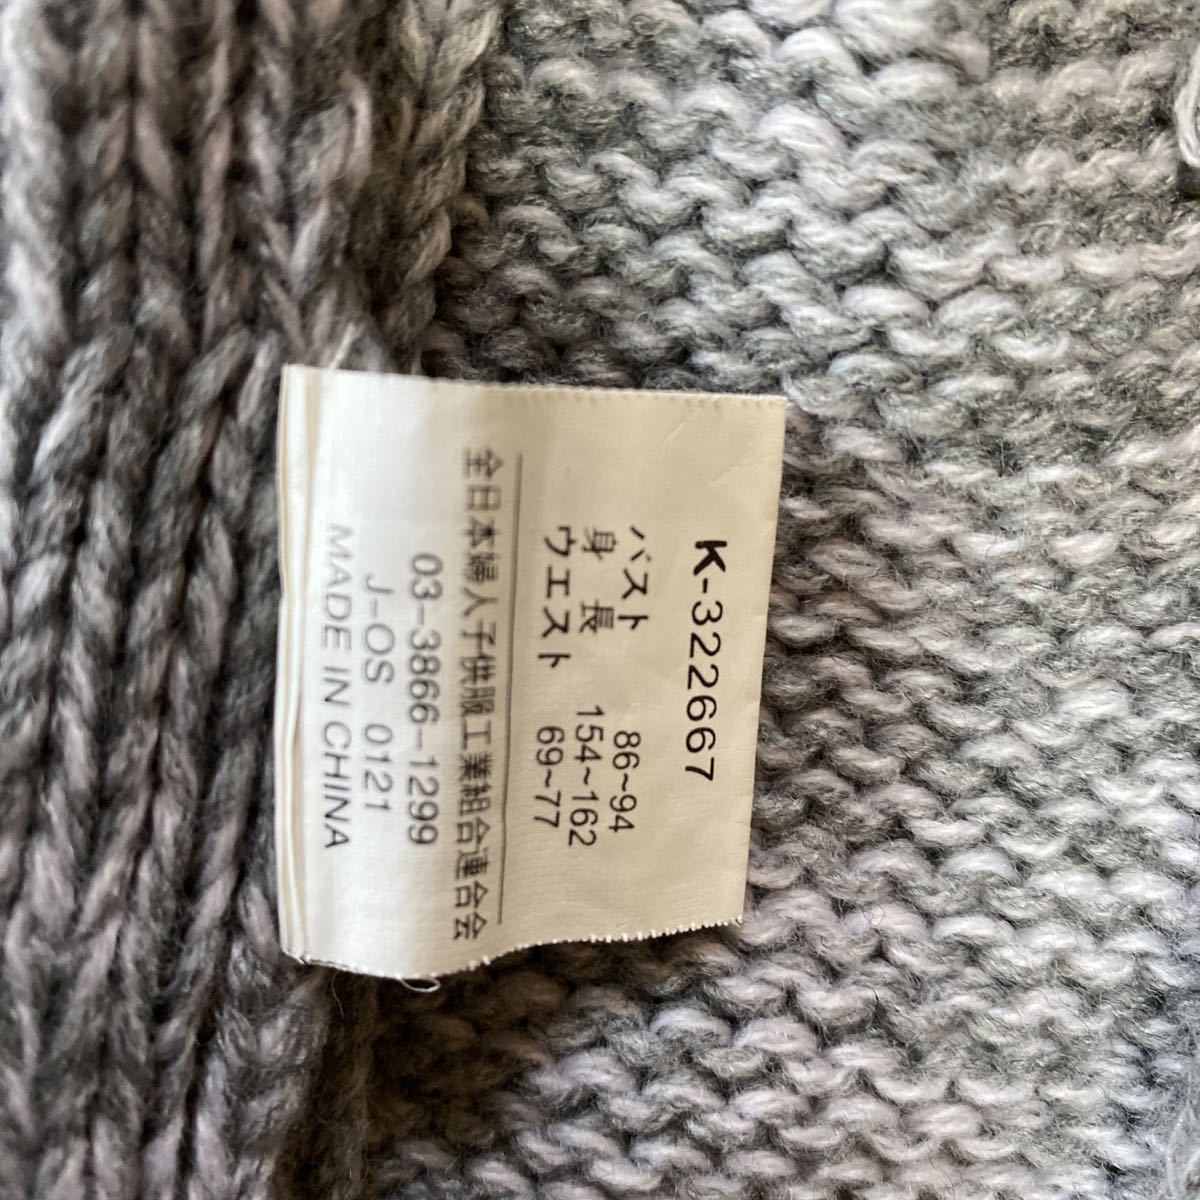 K-322667
バスト 86~94
身長 154~162
ウエスト 69~77
全日本婦人子供服工業組合連合会
03-3866-1299
J-OS 0121
MADE IN CHINA